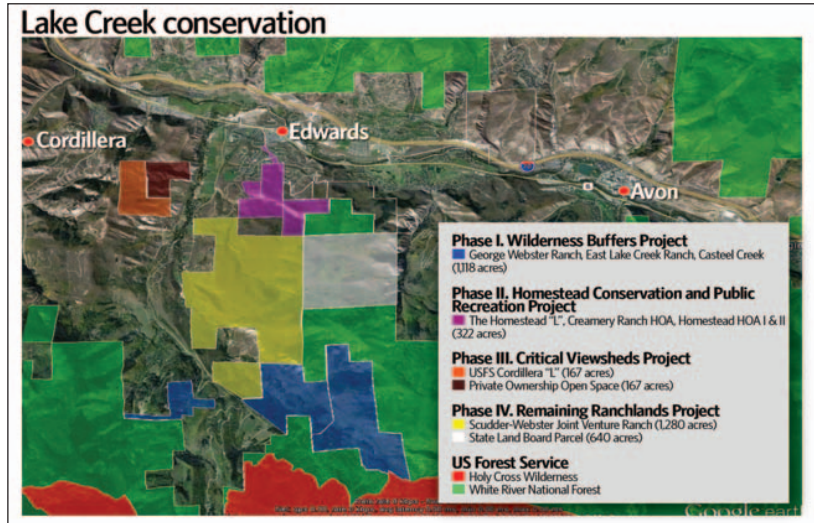 Lake Creek conservation
Cordillera
Edwards
Avon
Phase I. Wilderness Buffers Project
George Webster Ranch, East Lake Creek Ranch, Casteel Creek
(1,118 acres)
Phase II. Homestead Conservation and Public
Recreation Project
The Homestead "L", Creamery Ranch HOA, Homestead HOA I & II
(322 acres)
Phase III. Critical Viewsheds Project
USFS Cordillera "L" (167 acres)
Private Ownership Open Space (167 acres)
Phase IV. Remaining Ranchlands Project
Scudder-Webster Joint Venture Ranch (1,280 acres)
State Land Board Parcel (640 acres)
US Forest Service
Holy Cross Wilderness
White River National Forest
Google earth